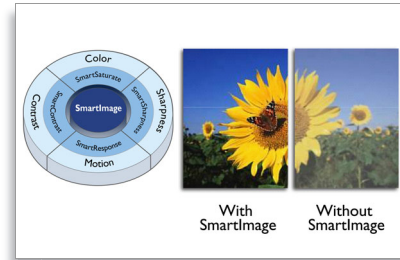 Color
SmartSaturate
Contrast
SmartContrast
SmartImage
SmartSharpness
Sharpness
SmartResponse
Motion
With
SmartImage
Without
SmartImage